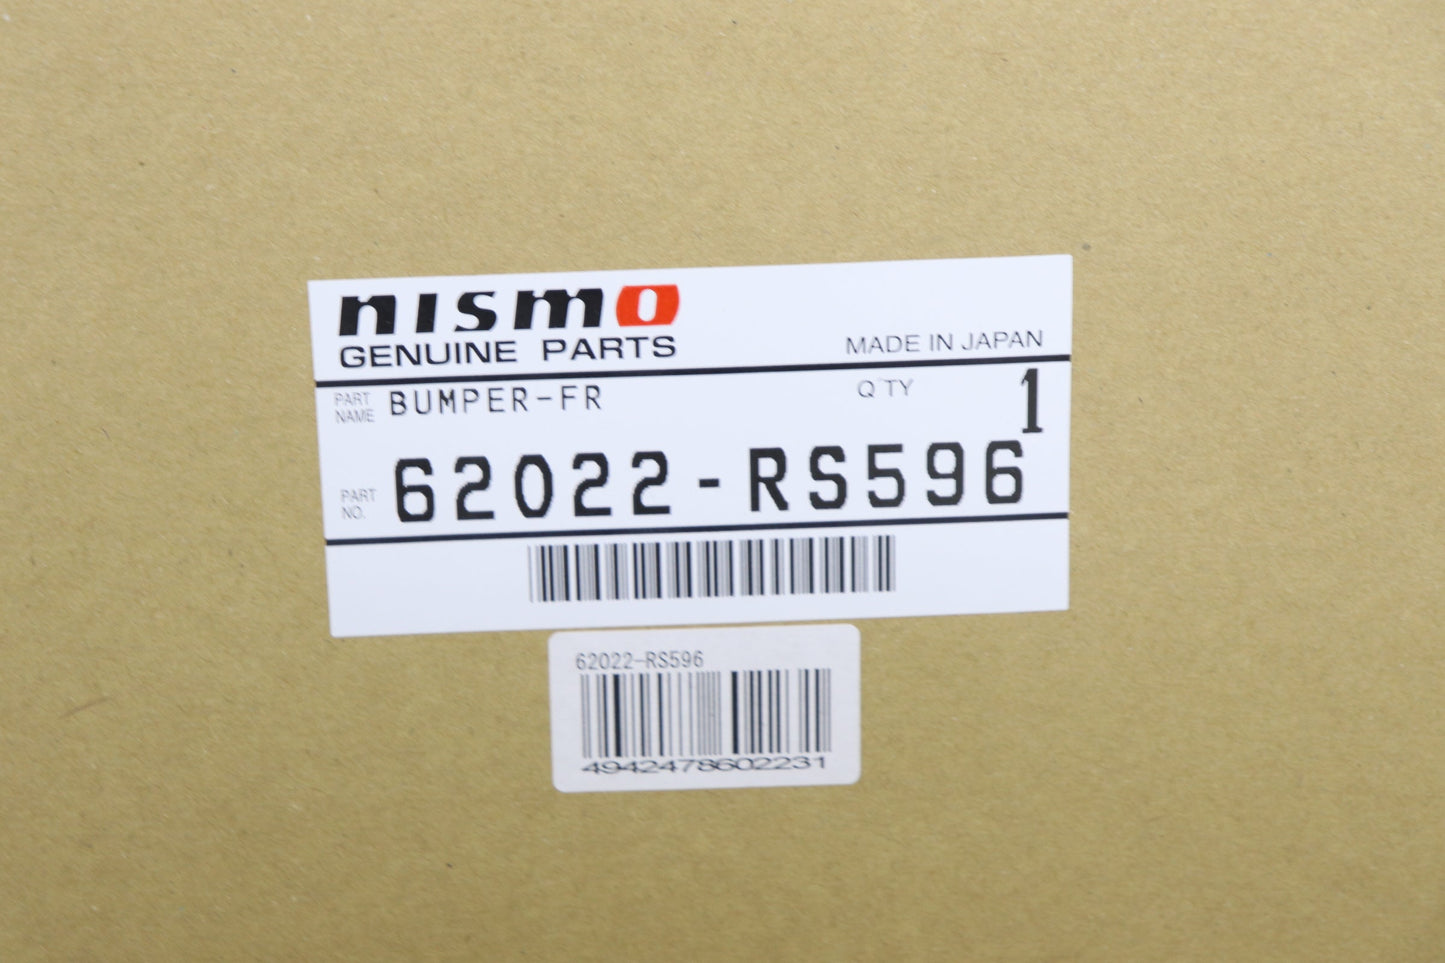 nismo
GENUINE PARTS
MADE IN JAPAN
PART NAME BUMPER-FR Q'TY 1
PART NO. 62022-RS596
62022-RS596
4942478602231